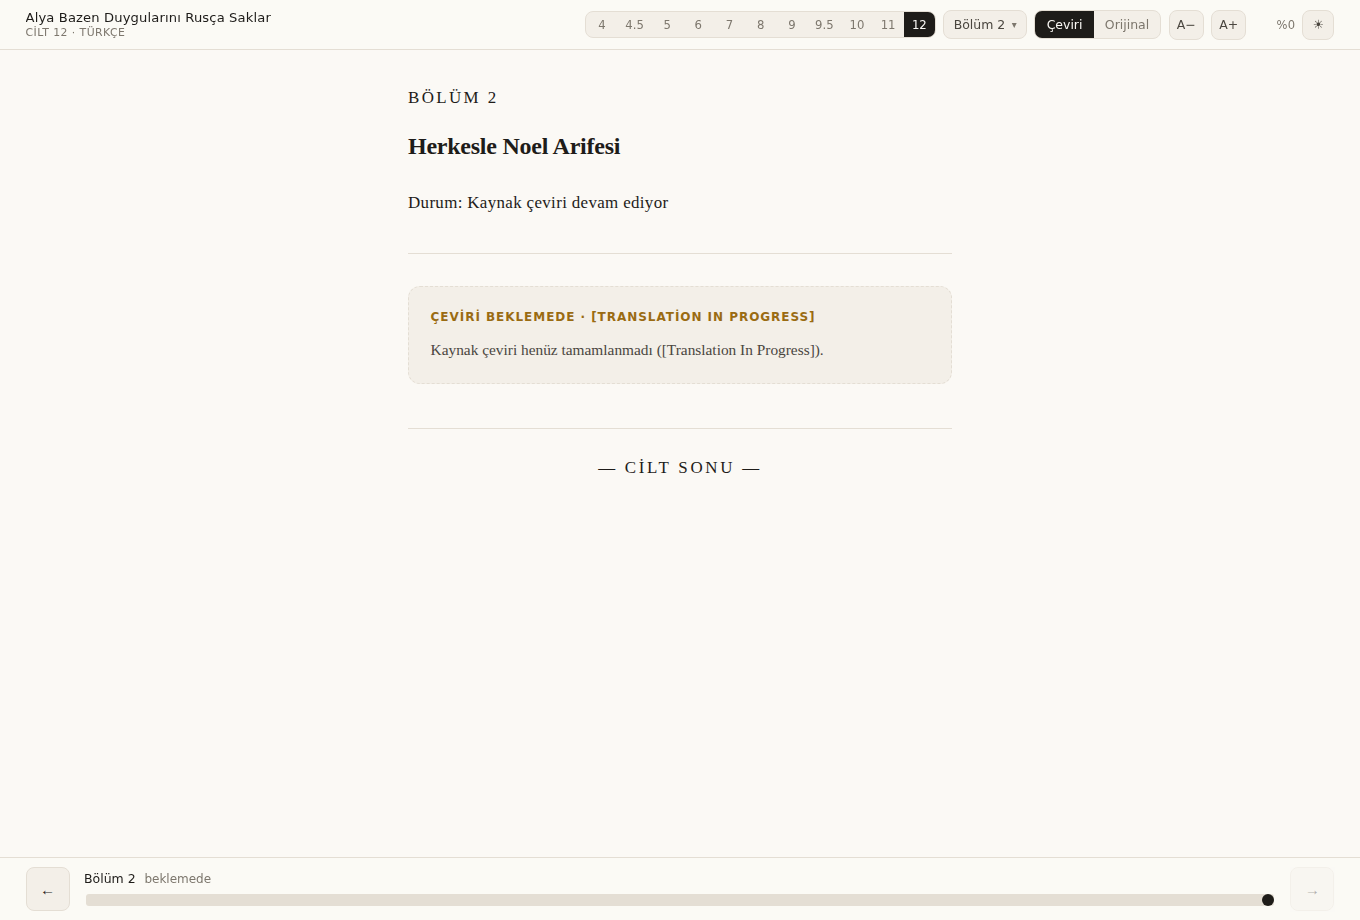 Alya Bazen Duygularını Rusça Saklar
CİLT 12 · TÜRKÇE
4 4.5 5 6 7 8 9 9.5 10 11 12
Bölüm 2 ▾
Çeviri Orijinal
A− A+
%0 ☀
BÖLÜM 2
Herkesle Noel Arifesi
Durum: Kaynak çeviri devam ediyor
ÇEVİRİ BEKLEMEDE · [TRANSLATİON IN PROGRESS]
Kaynak çeviri henüz tamamlanmadı ([Translation In Progress]).
— CİLT SONU —
←
Bölüm 2 beklemede
→